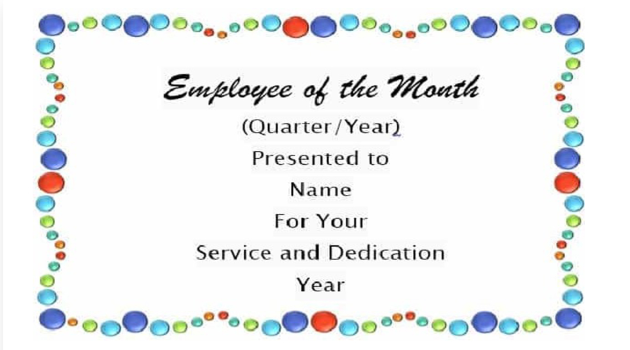 Employee of the Month
(Quarter/Year)
Presented to
Name
For Your
Service and Dedication
Year